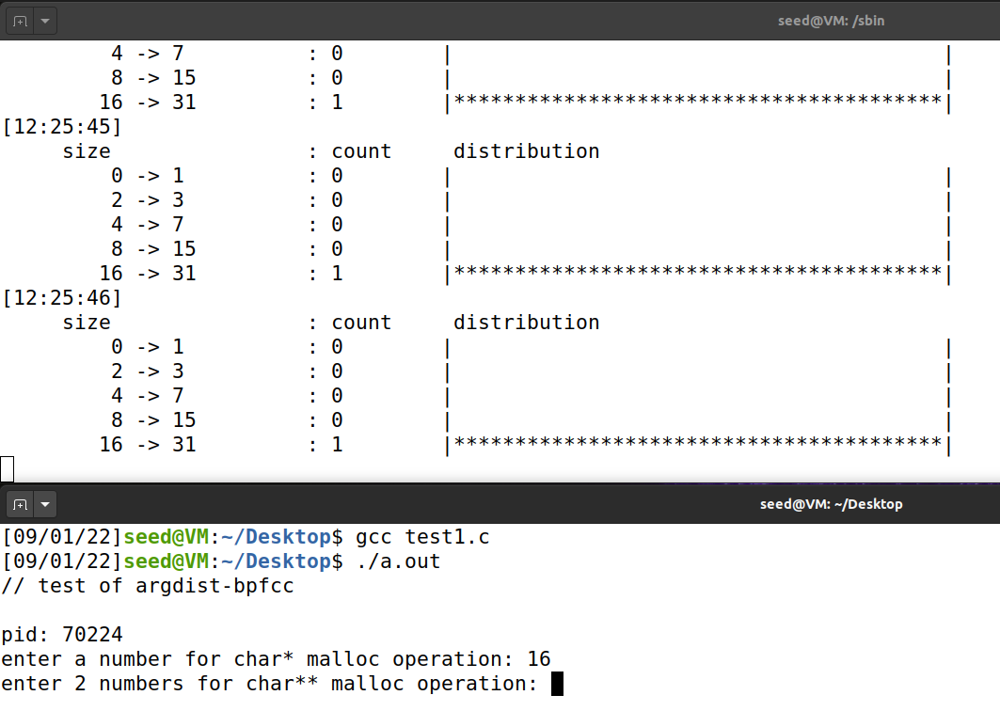 seed@VM: /sbin
4 -> 7 : 0 | |
8 -> 15 : 0 | |
16 -> 31 : 1 |****************************************|
[12:25:45]
size : count distribution
0 -> 1 : 0 | |
2 -> 3 : 0 | |
4 -> 7 : 0 | |
8 -> 15 : 0 | |
16 -> 31 : 1 |****************************************|
[12:25:46]
size : count distribution
0 -> 1 : 0 | |
2 -> 3 : 0 | |
4 -> 7 : 0 | |
8 -> 15 : 0 | |
16 -> 31 : 1 |****************************************|
seed@VM: ~/Desktop
[09/01/22]seed@VM:~/Desktop$ gcc test1.c
[09/01/22]seed@VM:~/Desktop$ ./a.out
// test of argdist-bpfcc
pid: 70224
enter a number for char* malloc operation: 16
enter 2 numbers for char** malloc operation: